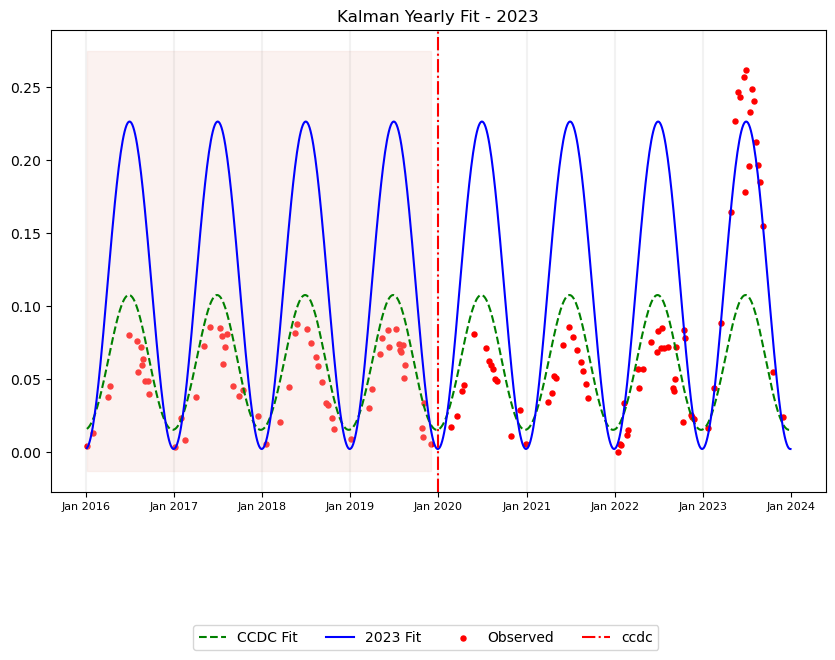 Kalman Yearly Fit - 2023
0.25
0.20
0.15
0.10
0.05
0.00
Jan 2016 Jan 2017 Jan 2018 Jan 2019 Jan 2020 Jan 2021 Jan 2022 Jan 2023 Jan 2024
CCDC Fit 2023 Fit Observed ccdc